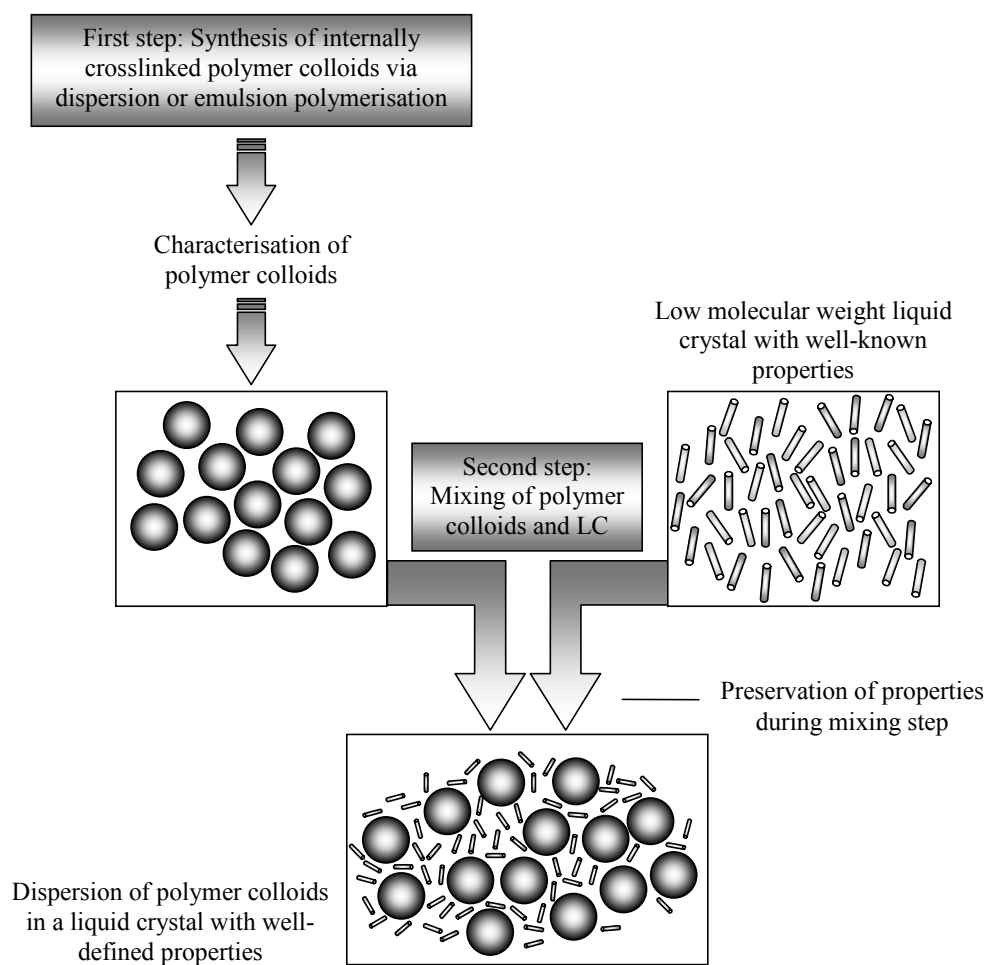 First step: Synthesis of internally
crosslinked polymer colloids via
dispersion or emulsion polymerisation
Characterisation of
polymer colloids
Low molecular weight liquid
crystal with well-known
properties
Second step:
Mixing of polymer
colloids and LC
Preservation of properties
during mixing step
Dispersion of polymer colloids
in a liquid crystal with well-
defined properties